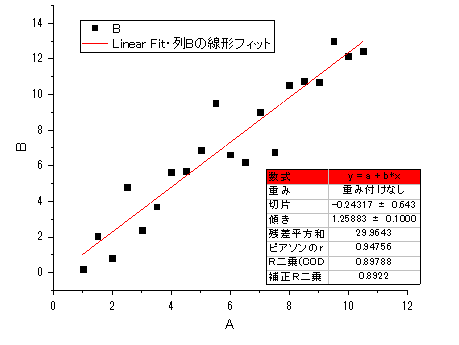 14
12
10
8
6
4
2
0
B
B
Linear Fit・列Bの線形フィット
数式 y = a + b*x
重み 重み付けなし
切片 -0.24317 ± 0.643
傾き 1.25883 ± 0.1000
残差平方和 29.9643
ピアソンのr 0.94756
R二乗(COD 0.89788
補正R二乗 0.8922
0 2 4 6 8 10 12
A